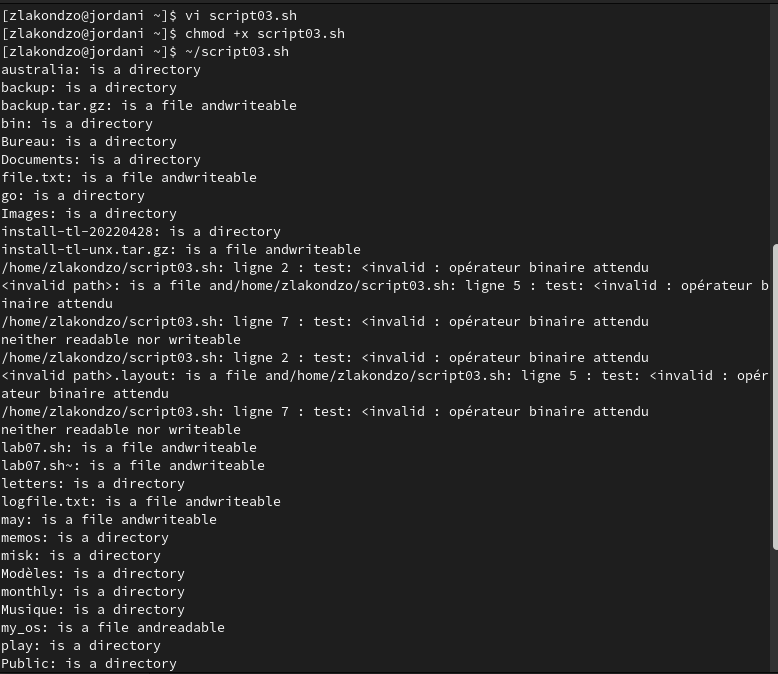 [zlakondzo@jordani ~]$ vi script03.sh
[zlakondzo@jordani ~]$ chmod +x script03.sh
[zlakondzo@jordani ~]$ ~/script03.sh
australia: is a directory
backup: is a directory
backup.tar.gz: is a file andwriteable
bin: is a directory
Bureau: is a directory
Documents: is a directory
file.txt: is a file andwriteable
go: is a directory
Images: is a directory
install-tl-20220428: is a directory
install-tl-unx.tar.gz: is a file andwriteable
/home/zlakondzo/script03.sh: ligne 2 : test: <invalid : opérateur binaire attendu
<invalid path>: is a file and/home/zlakondzo/script03.sh: ligne 5 : test: <invalid : opérateur b
inaire attendu
/home/zlakondzo/script03.sh: ligne 7 : test: <invalid : opérateur binaire attendu
neither readable nor writeable
/home/zlakondzo/script03.sh: ligne 2 : test: <invalid : opérateur binaire attendu
<invalid path>.layout: is a file and/home/zlakondzo/script03.sh: ligne 5 : test: <invalid : opér
ateur binaire attendu
/home/zlakondzo/script03.sh: ligne 7 : test: <invalid : opérateur binaire attendu
neither readable nor writeable
lab07.sh: is a file andwriteable
lab07.sh~: is a file andwriteable
letters: is a directory
logfile.txt: is a file andwriteable
may: is a file andwriteable
memos: is a directory
misk: is a directory
Modèles: is a directory
monthly: is a directory
Musique: is a directory
my_os: is a file andreadable
play: is a directory
Public: is a directory